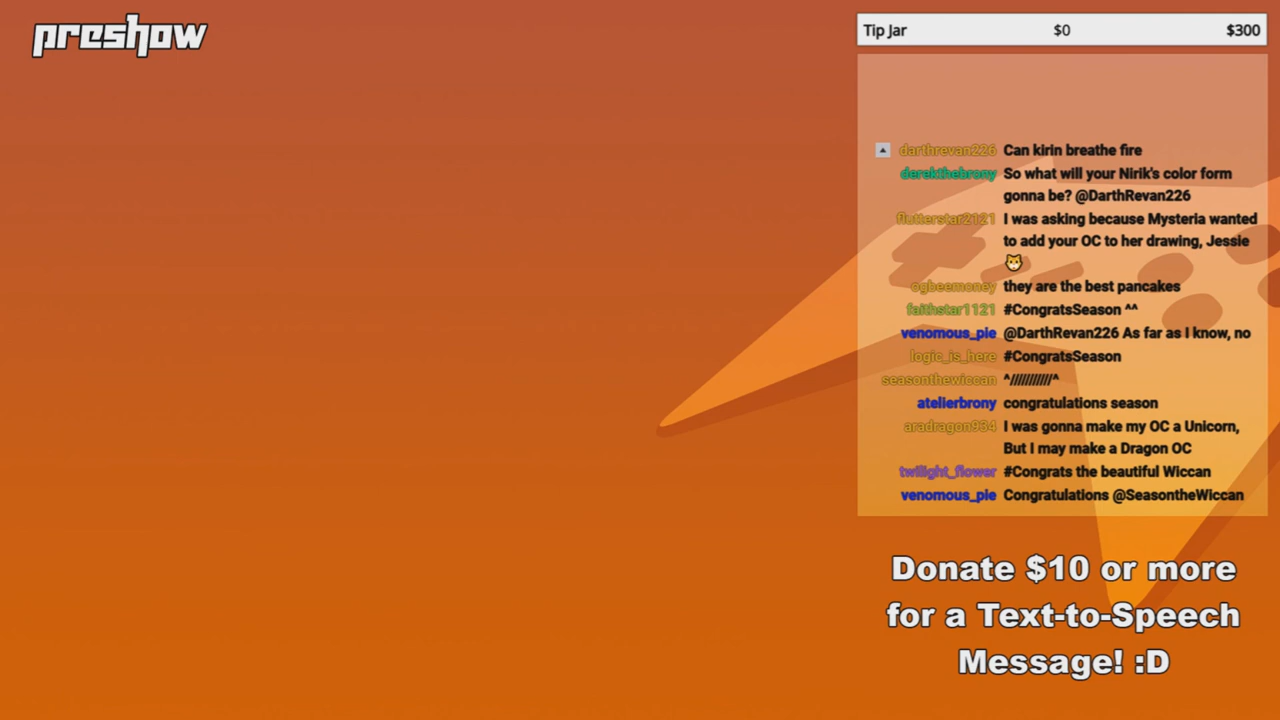 preshow
Tip Jar $0 $300
darthrevan226 Can kirin breathe fire
derekthebrony So what will your Nirik's color form
gonna be? @DarthRevan226
flutterstar2121 I was asking because Mysteria wanted
to add your OC to her drawing, Jessie
ogbeemoney they are the best pancakes
faithstar1121 #CongratsSeason ^^
venomous_pie @DarthRevan226 As far as I know, no
logic_is_here #CongratsSeason
seasonthewiccan ^///////////^
atelierbrony congratulations season
aradragon934 I was gonna make my OC a Unicorn,
But I may make a Dragon OC
twilight_flower #Congrats the beautiful Wiccan
venomous_pie Congratulations @SeasontheWiccan
Donate $10 or more
for a Text-to-Speech
Message! :D